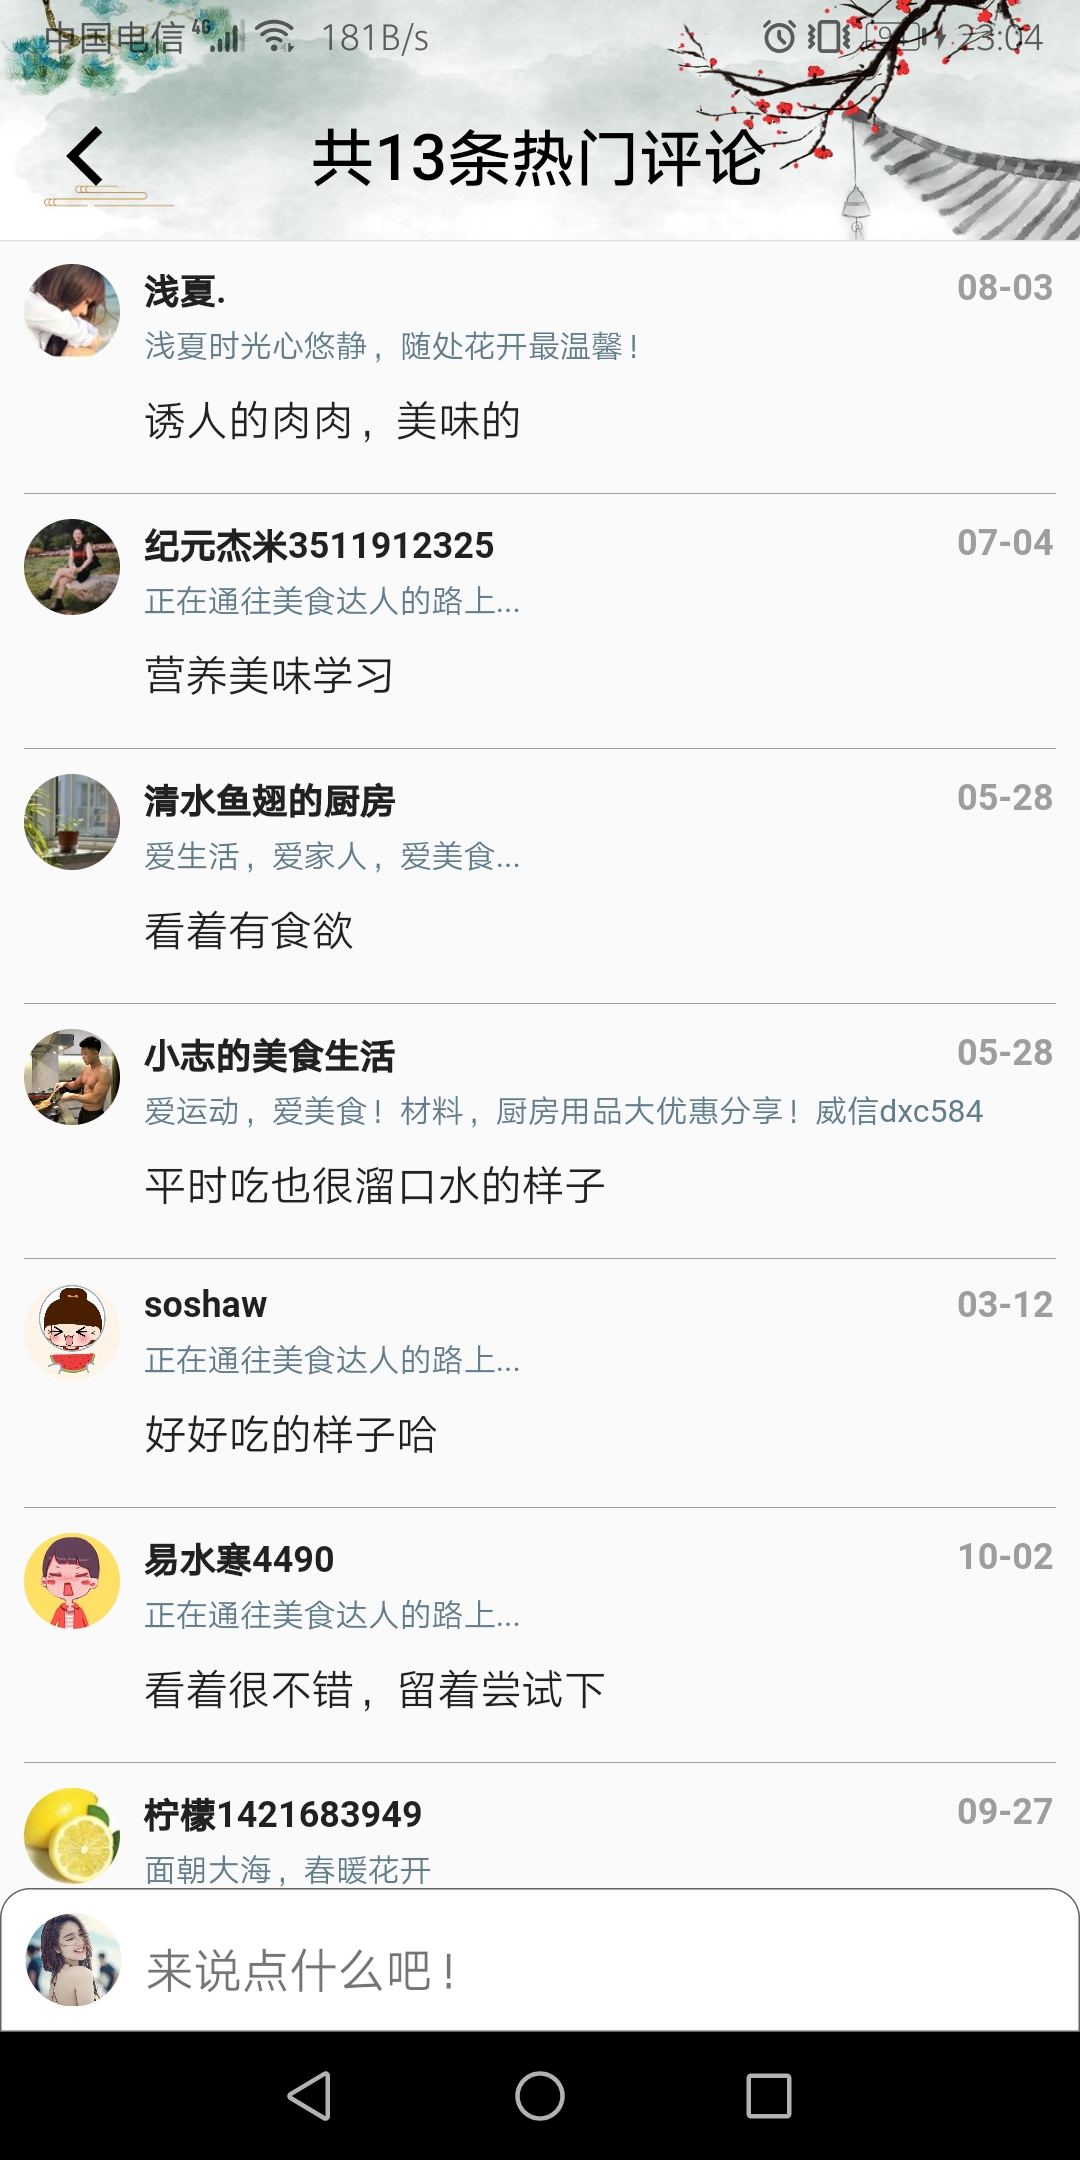 中国电信 4G 181B/s 23:04
共13条热门评论
浅夏. 08-03
浅夏时光心悠静，随处花开最温馨！
诱人的肉肉，美味的
纪元杰米3511912325 07-04
正在通往美食达人的路上...
营养美味学习
清水鱼翅的厨房 05-28
爱生活，爱家人，爱美食...
看着有食欲
小志的美食生活 05-28
爱运动，爱美食！材料，厨房用品大优惠分享！威信dxc584
平时吃也很溜口水的样子
soshaw 03-12
正在通往美食达人的路上...
好好吃的样子哈
易水寒4490 10-02
正在通往美食达人的路上...
看着很不错，留着尝试下
柠檬1421683949 09-27
面朝大海，春暖花开
来说点什么吧！